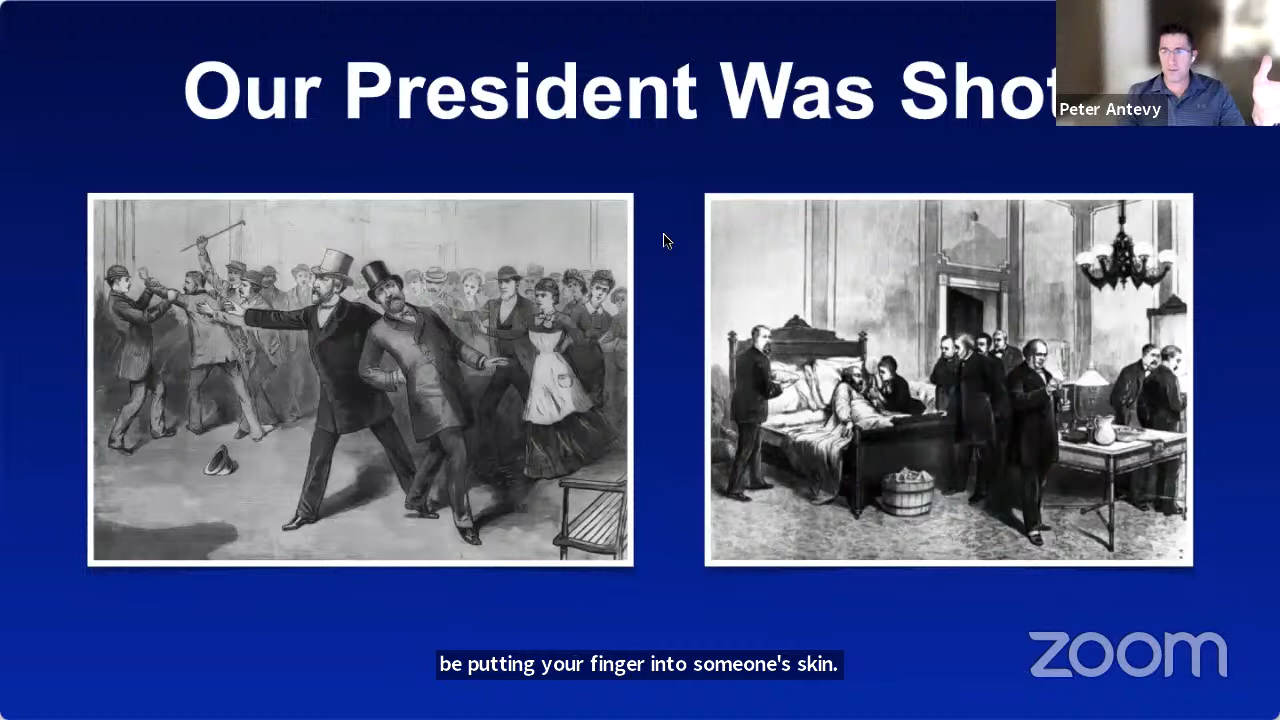 Our President Was Shot
Peter Antevy
be putting your finger into someone's skin.
zoom